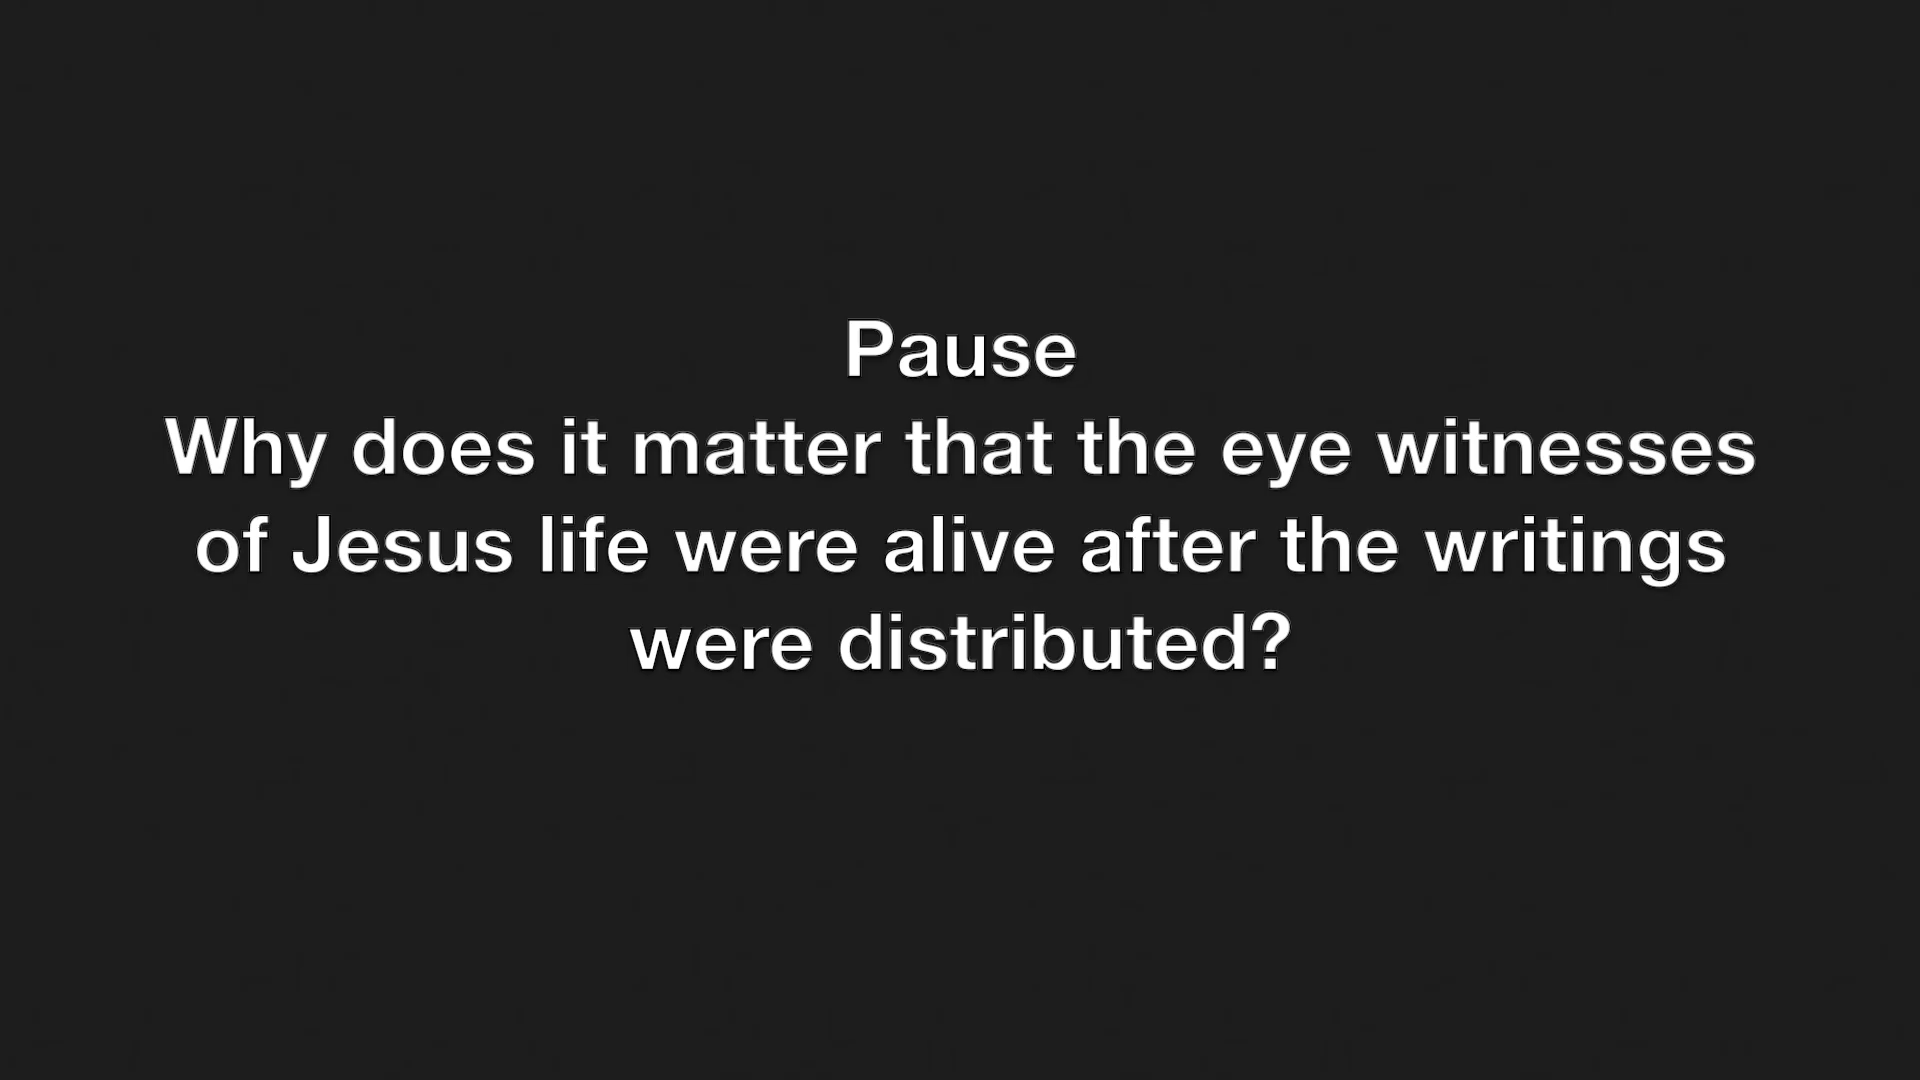 Pause
Why does it matter that the eye witnesses
of Jesus life were alive after the writings
were distributed?